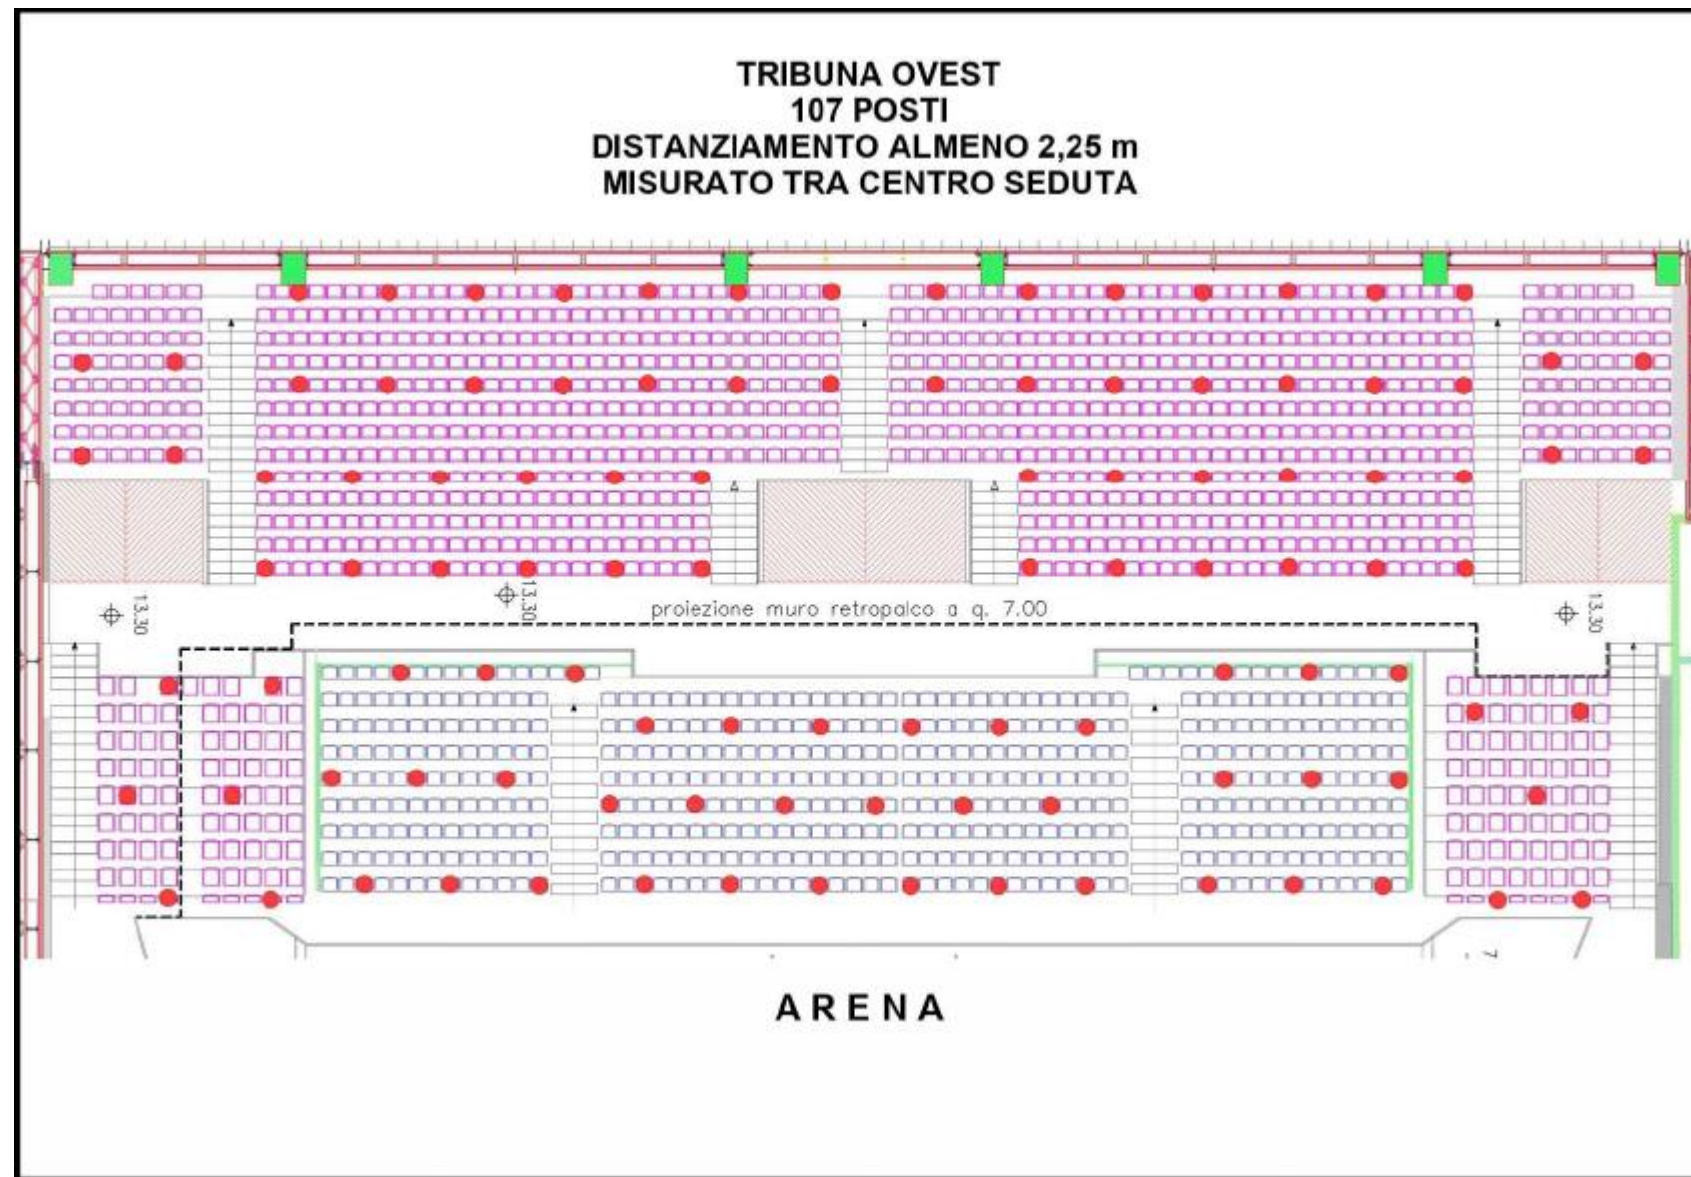 TRIBUNA OVEST
107 POSTI
DISTANZIAMENTO ALMENO 2,25 m
MISURATO TRA CENTRO SEDUTA
13.30
13.30
proiezione muro retropalco a q. 7.00
13.30
7
ARENA